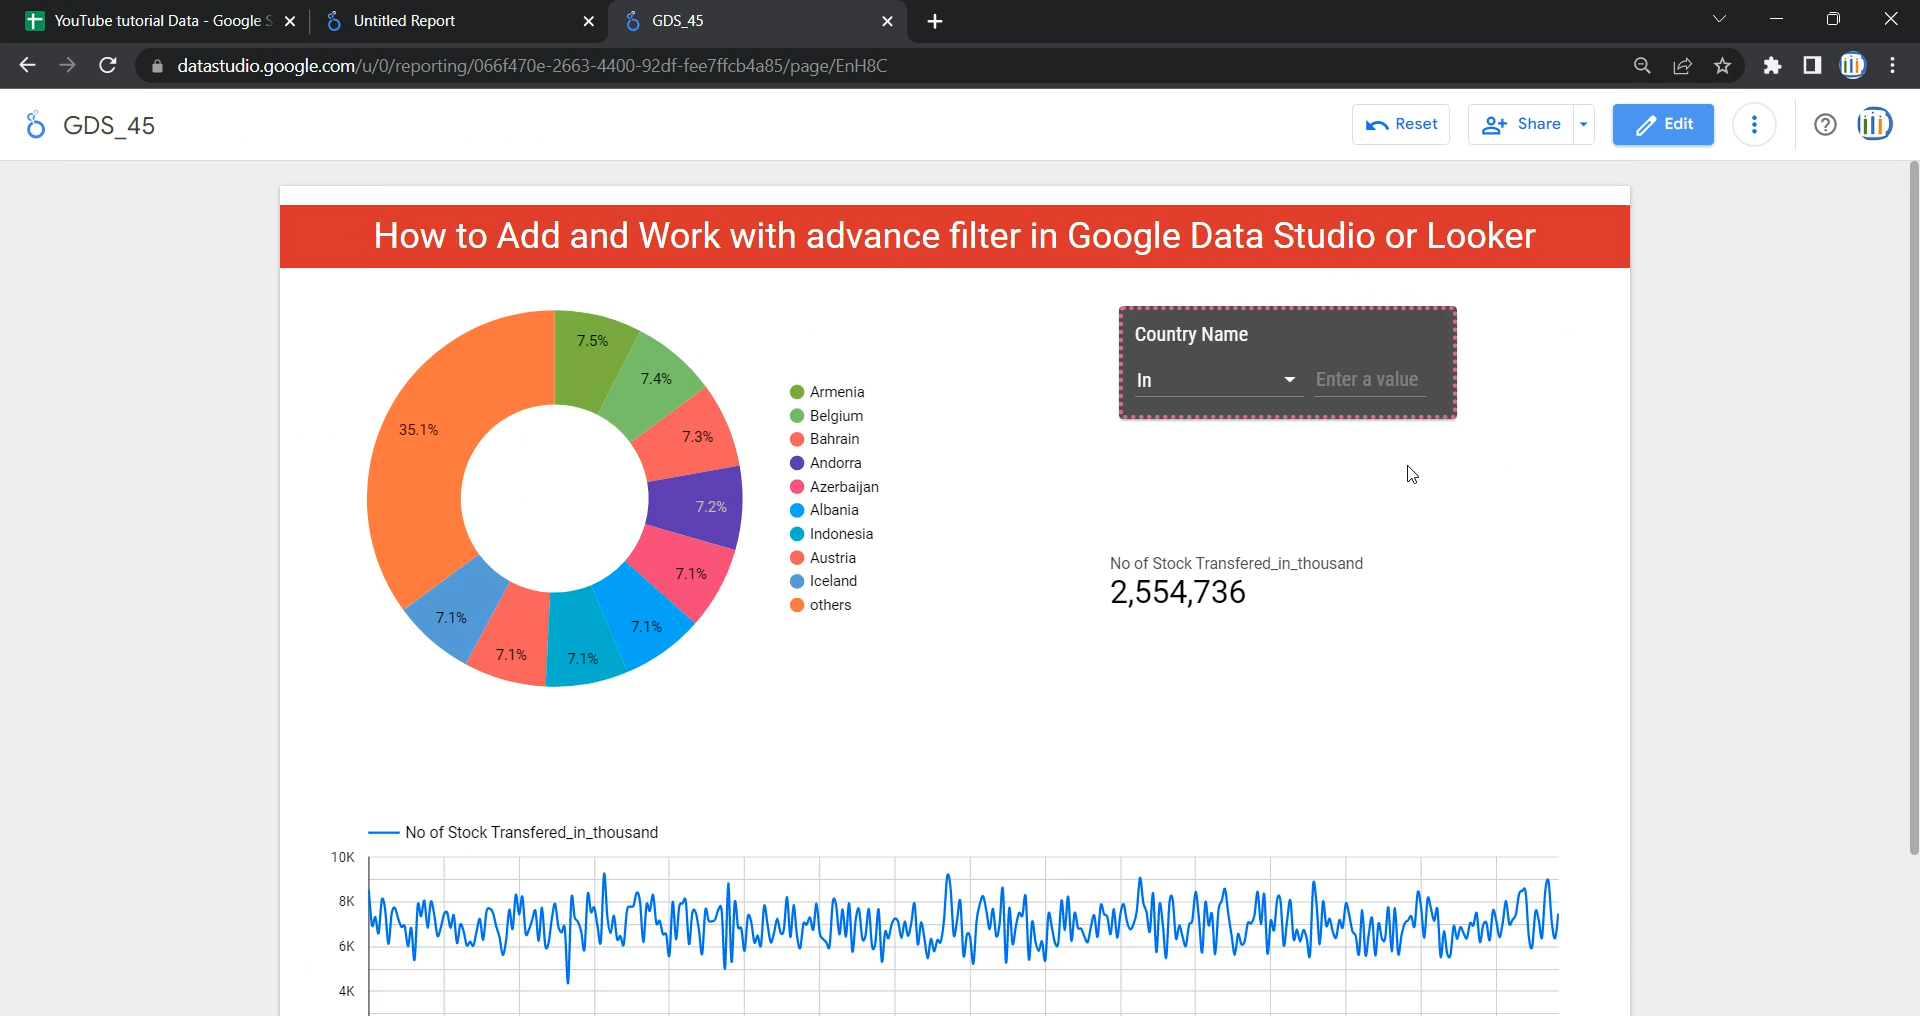 YouTube tutorial Data - Google S
Untitled Report
GDS_45
datastudio.google.com/u/0/reporting/066f470e-2663-4400-92df-fee7ffcb4a85/page/EnH8C
GDS_45
Reset
Share
Edit
How to Add and Work with advance filter in Google Data Studio or Looker
7.5%
7.4%
7.3%
7.2%
7.1%
7.1%
7.1%
7.1%
7.1%
35.1%
Armenia
Belgium
Bahrain
Andorra
Azerbaijan
Albania
Indonesia
Austria
Iceland
others
Country Name
In
Enter a value
No of Stock Transfered_in_thousand
2,554,736
No of Stock Transfered_in_thousand
10K
8K
6K
4K